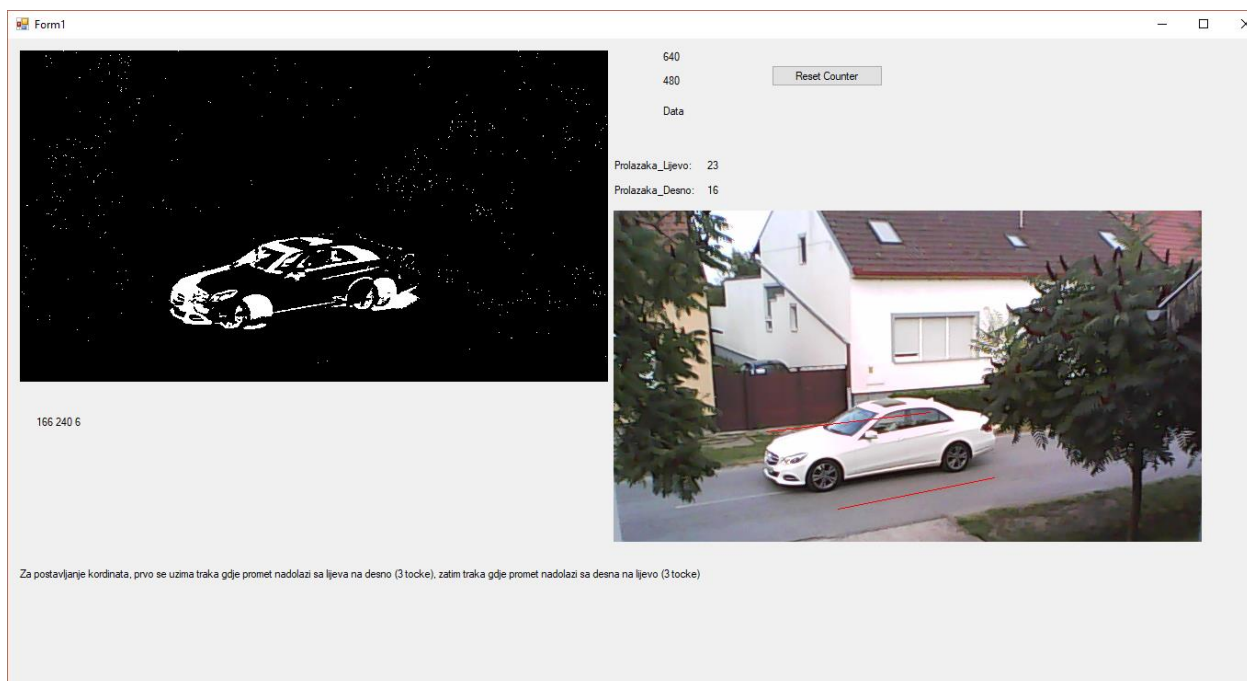 Form1
640
480
Reset Counter
Data
Prolazaka_Lijevo: 23
Prolazaka_Desno: 16
166 240 6
Za postavljanje kordinata, prvo se uzima traka gdje promet nadolazi sa lijeva na desno (3 tocke), zatim traka gdje promet nadolazi sa desna na lijevo (3 tocke)